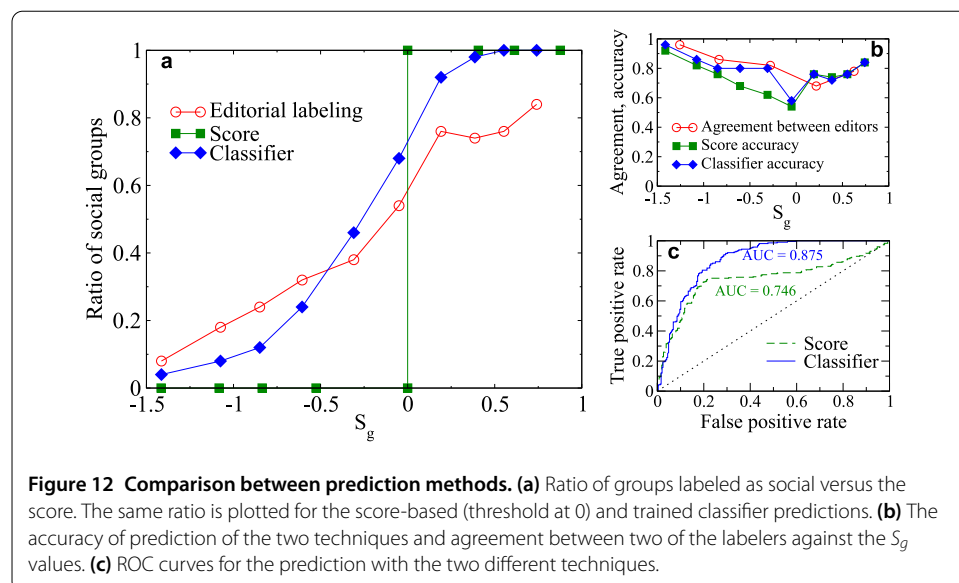 a
Ratio of social groups
1
0.8
0.6
0.4
0.2
0
Editorial labeling
Score
Classifier
-1.5 -1 -0.5 0 0.5 1
S_g
b
Agreement, accuracy
1
0.8
0.6
0.4
0.2
0
Agreement between editors
Score accuracy
Classifier accuracy
-1.5 -1 -0.5 0 0.5 1
S_g
c
True positive rate
1
0.8
0.6
0.4
0.2
0
AUC = 0.875
AUC = 0.746
Score
Classifier
0 0.2 0.4 0.6 0.8 1
False positive rate
Figure 12 Comparison between prediction methods. (a) Ratio of groups labeled as social versus the
score. The same ratio is plotted for the score-based (threshold at 0) and trained classifier predictions. (b) The
accuracy of prediction of the two techniques and agreement between two of the labelers against the S_g
values. (c) ROC curves for the prediction with the two different techniques.